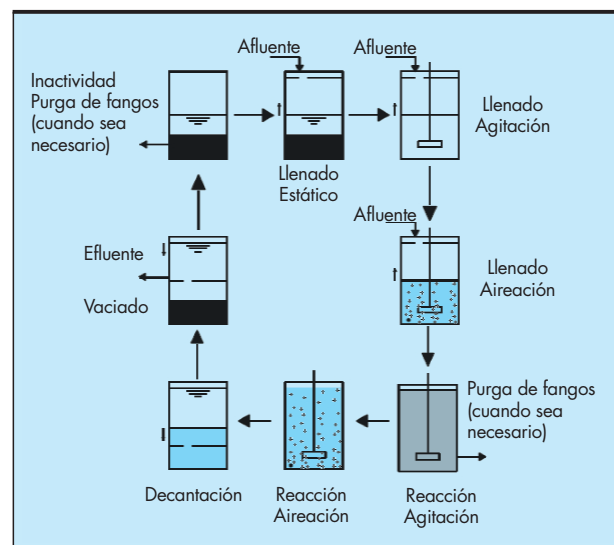 Afluente
Afluente
Inactividad
Purga de fangos
(cuando sea
necesario)
Llenado
Agitación
Llenado
Estático
Afluente
Efluente
Vaciado
Llenado
Aireación
Purga de fangos
(cuando sea
necesario)
Decantación
Reacción
Aireación
Reacción
Agitación